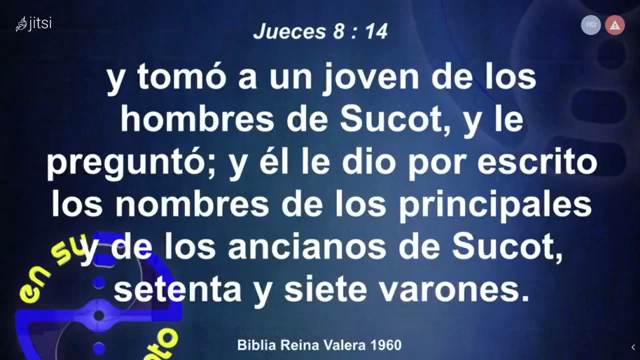 jitsi
Jueces 8 : 14
y tomó a un joven de los
hombres de Sucot, y le
preguntó; y él le dio por escrito
los nombres de los principales
y de los ancianos de Sucot,
setenta y siete varones.
en su
Biblia Reina Valera 1960